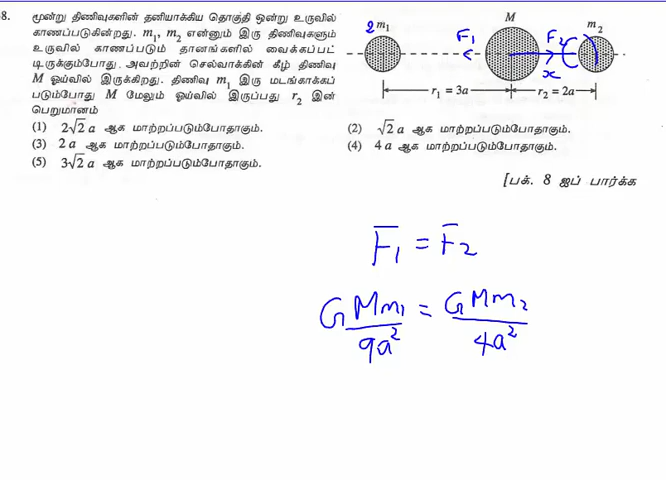 8. மூன்று திணிவுகளின் தனியாக்கிய தொகுதி ஒன்று உருவில்
காணப்படுகின்றது. m₁, m₂ என்னும் இரு திணிவுகளும்
உருவில் காணப்படும் தானங்களில் வைக்கப்பட்
டிருக்கும்போது அவற்றின் செல்வாக்கின் கீழ் திணிவு
M ஓய்வில் இருக்கிறது. திணிவு m₁ இரு மடங்காக்கப்
படும்போது M மேலும் ஓய்வில் இருப்பது r₂ இன்
பெறுமானம்
2 m₁ M m₂
F₁ F₂
x
r₁ = 3a r₂ = 2a
(1) 2√2 a ஆக மாற்றப்படும்போதாகும். (2) √2 a ஆக மாற்றப்படும்போதாகும்.
(3) 2a ஆக மாற்றப்படும்போதாகும். (4) 4a ஆக மாற்றப்படும்போதாகும்.
(5) 3√2 a ஆக மாற்றப்படும்போதாகும்.
[பக். 8 ஐப் பார்க்க
F₁ = F₂
G M m₁ / 9a² = G M m₂ / 4a²